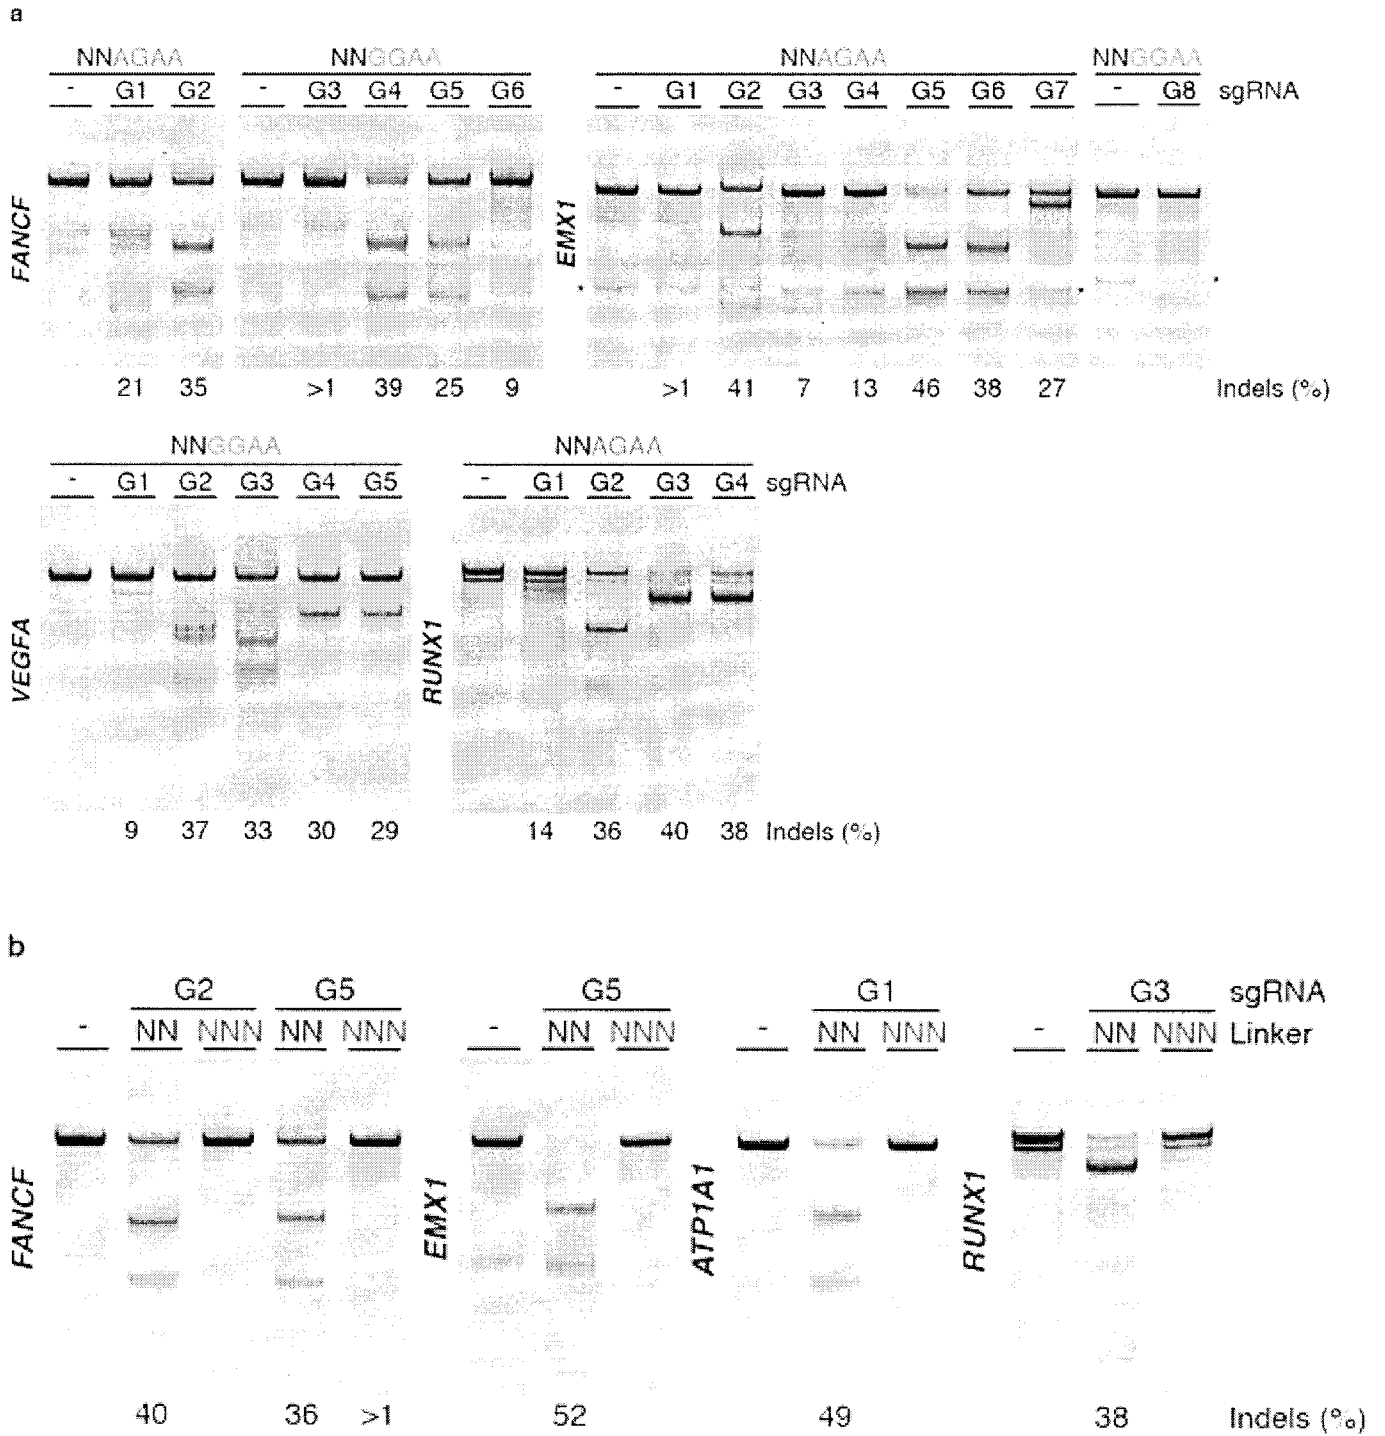 a
NNAGAA NNGGAA NNAGAA NNGGAA
- G1 G2 - G3 G4 G5 G6 - G1 G2 G3 G4 G5 G6 G7 - G8 sgRNA
FANCF
EMX1
21 35 >1 39 25 9 >1 41 7 13 46 38 27 Indels (%)
NNGGAA NNAGAA
- G1 G2 G3 G4 G5 - G1 G2 G3 G4 sgRNA
VEGFA
RUNX1
9 37 33 30 29 14 36 40 38 Indels (%)
b
G2 G5 G5 G1 G3 sgRNA
- NN NNN NN NNN - NN NNN - NN NNN - NN NNN Linker
FANCF
EMX1
ATP1A1
RUNX1
40 36 >1 52 49 38 Indels (%)